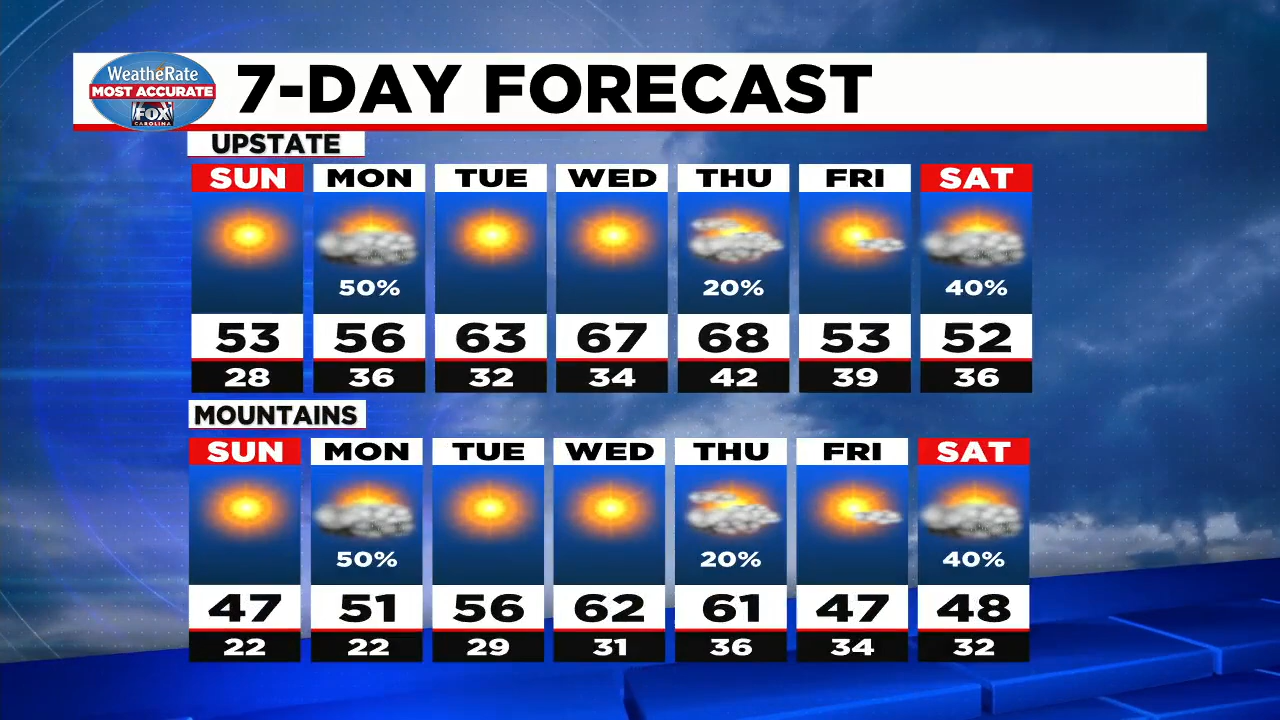 WeatheRate
MOST ACCURATE
FOX
CAROLINA
7-DAY FORECAST
UPSTATE
SUN MON TUE WED THU FRI SAT
50% 20% 40%
53 56 63 67 68 53 52
28 36 32 34 42 39 36
MOUNTAINS
SUN MON TUE WED THU FRI SAT
50% 20% 40%
47 51 56 62 61 47 48
22 22 29 31 36 34 32